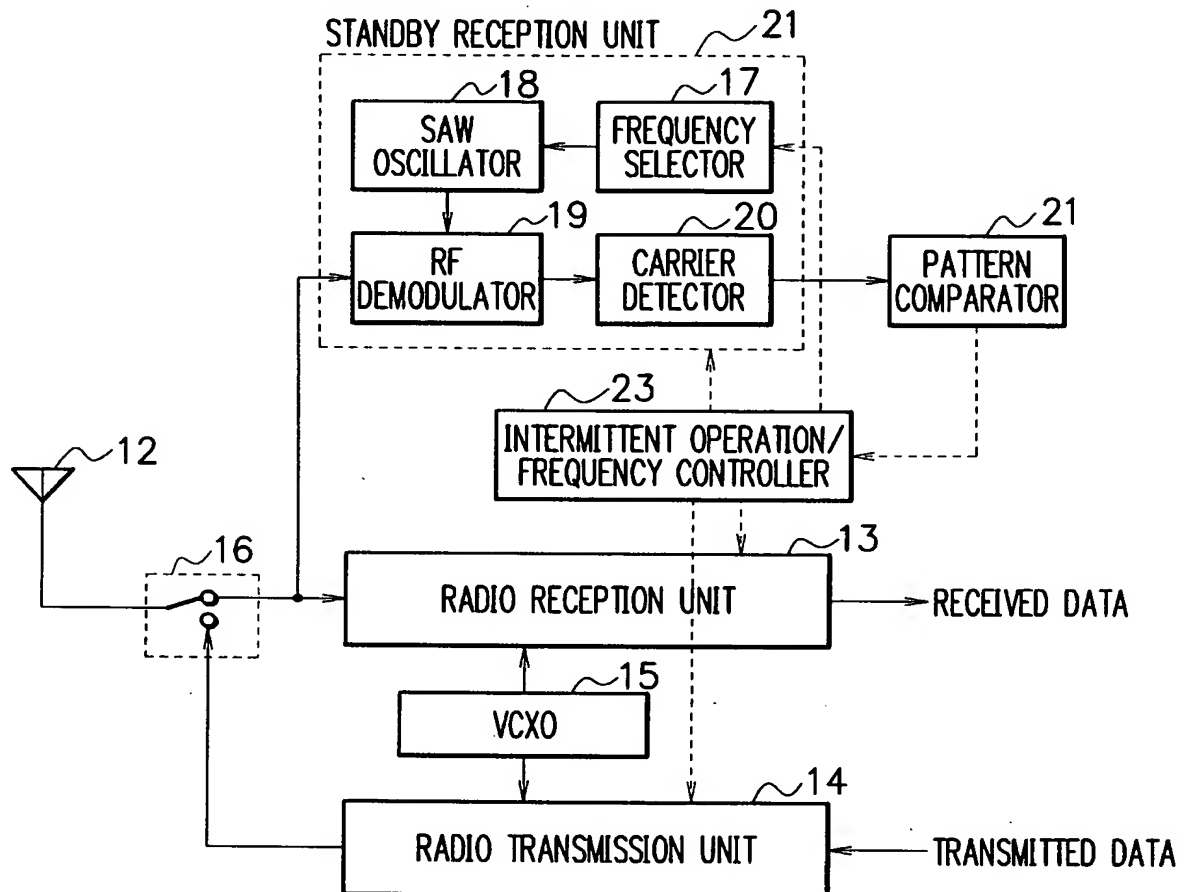 STANDBY RECEPTION UNIT
21
18
17
SAW
OSCILLATOR
FREQUENCY
SELECTOR
19
20
21
RF
DEMODULATOR
CARRIER
DETECTOR
PATTERN
COMPARATOR
23
INTERMITTENT OPERATION/
FREQUENCY CONTROLLER
12
16
13
RADIO RECEPTION UNIT
RECEIVED DATA
15
VCXO
14
RADIO TRANSMISSION UNIT
TRANSMITTED DATA